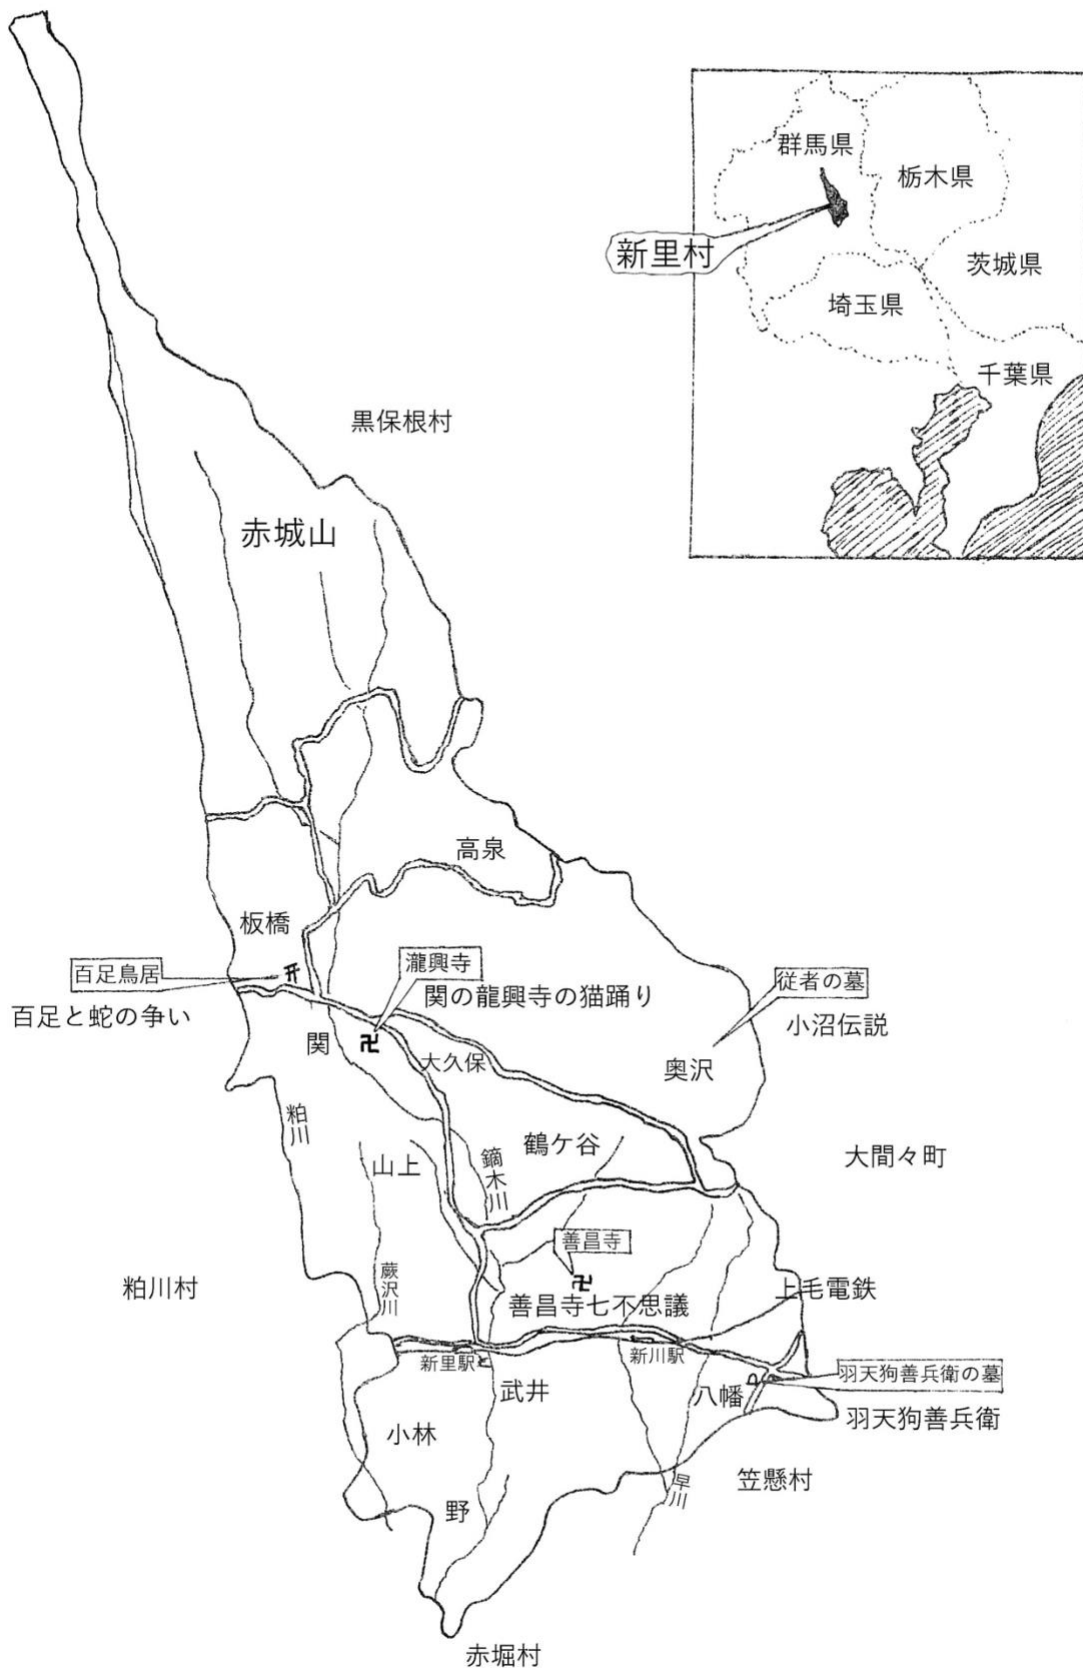 群馬県
栃木県
新里村
茨城県
埼玉県
千葉県
黒保根村
赤城山
高泉
板橋
百足鳥居
百足と蛇の争い
瀧興寺
関の龍興寺の猫踊り
従者の墓
小沼伝説
関
大久保
奥沢
粕川
山上
鏑木川
鶴ケ谷
大間々町
善昌寺
粕川村
蕨沢川
善昌寺七不思議
上毛電鉄
新里駅
新川駅
武井
八幡
羽天狗善兵衛の墓
羽天狗善兵衛
小林
笠懸村
早川
野
赤堀村